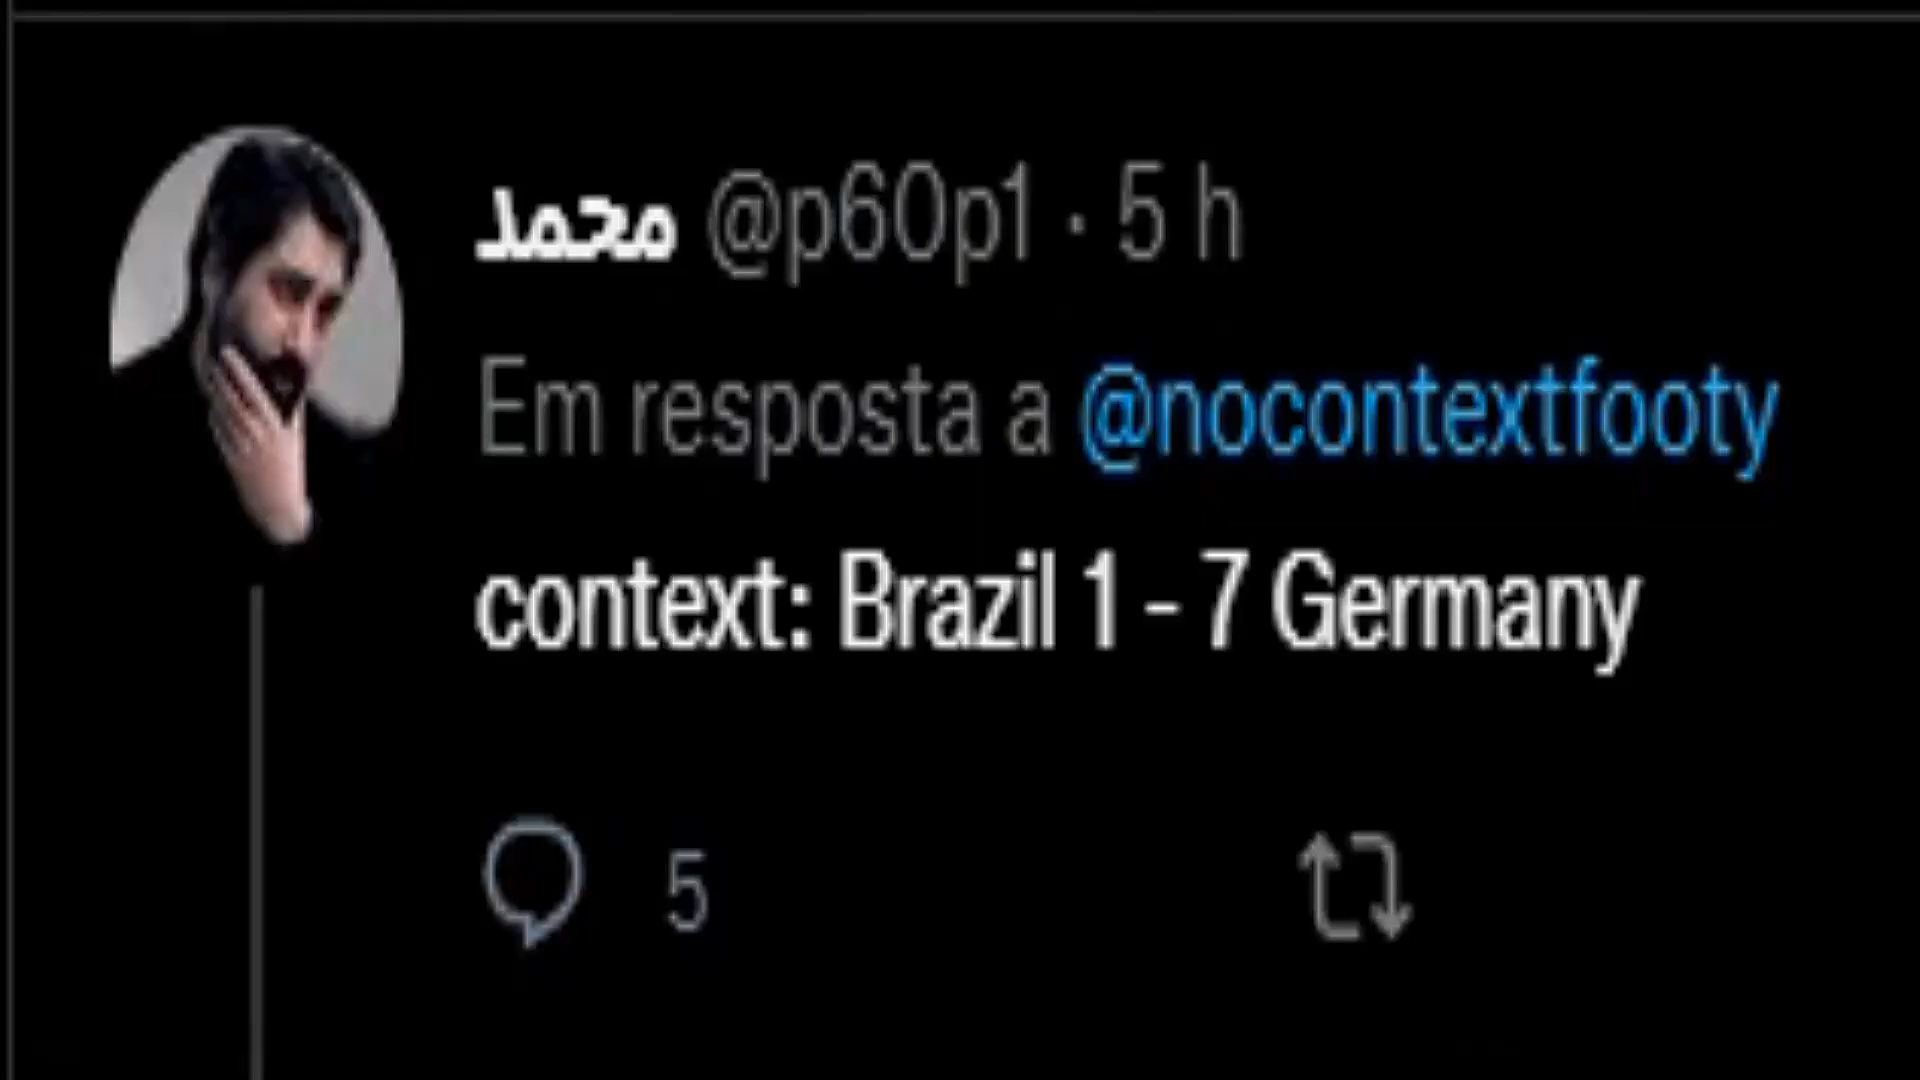 محمد @p60p1 · 5 h
Em resposta a @nocontextfooty
context: Brazil 1 - 7 Germany
5